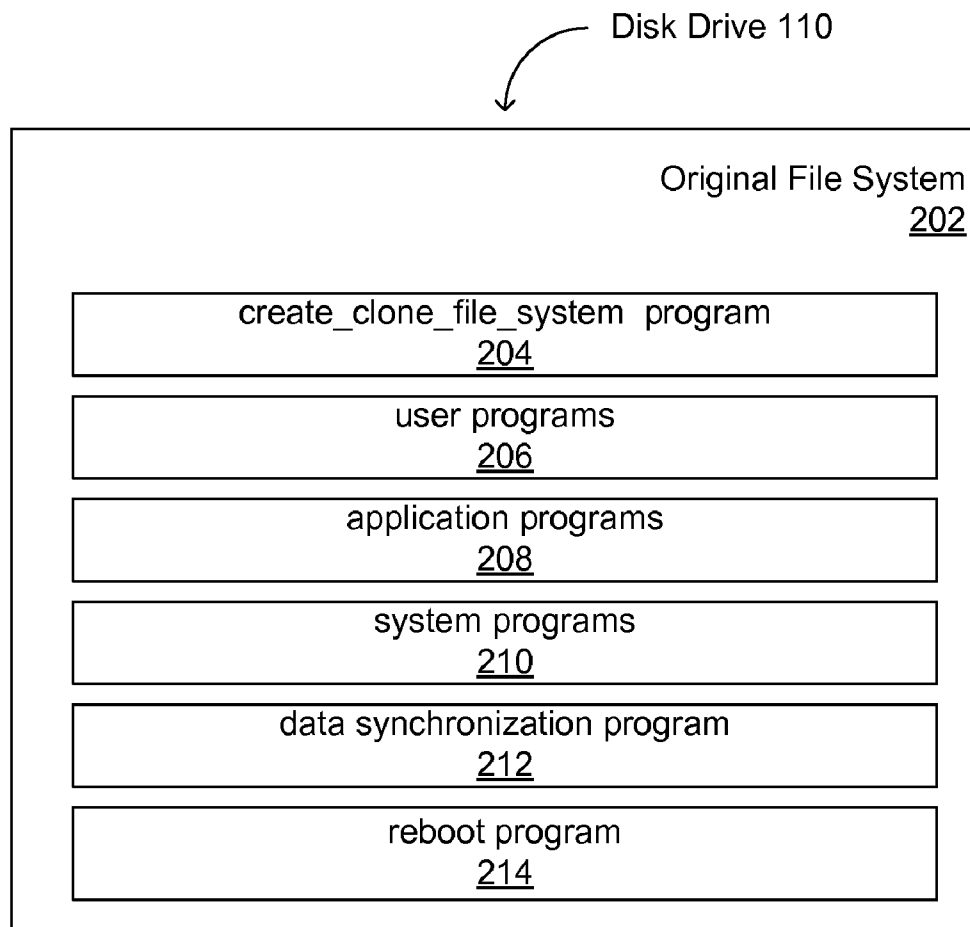 Disk Drive 110
Original File System
202
create_clone_file_system program
204
user programs
206
application programs
208
system programs
210
data synchronization program
212
reboot program
214